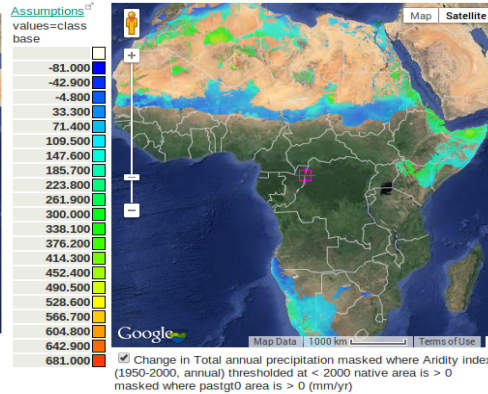 Assumptions
values=class
base
-81.000
-42.900
-4.800
33.300
71.400
109.500
147.600
185.700
223.800
261.900
300.000
338.100
376.200
414.300
452.400
490.500
528.600
566.700
604.800
642.900
681.000
Map Satellite
Google
Map Data 1000 km Terms of Use
Change in Total annual precipitation masked where Aridity index
(1950-2000, annual) thresholded at < 2000 native area is > 0
masked where pastgt0 area is > 0 (mm/yr)